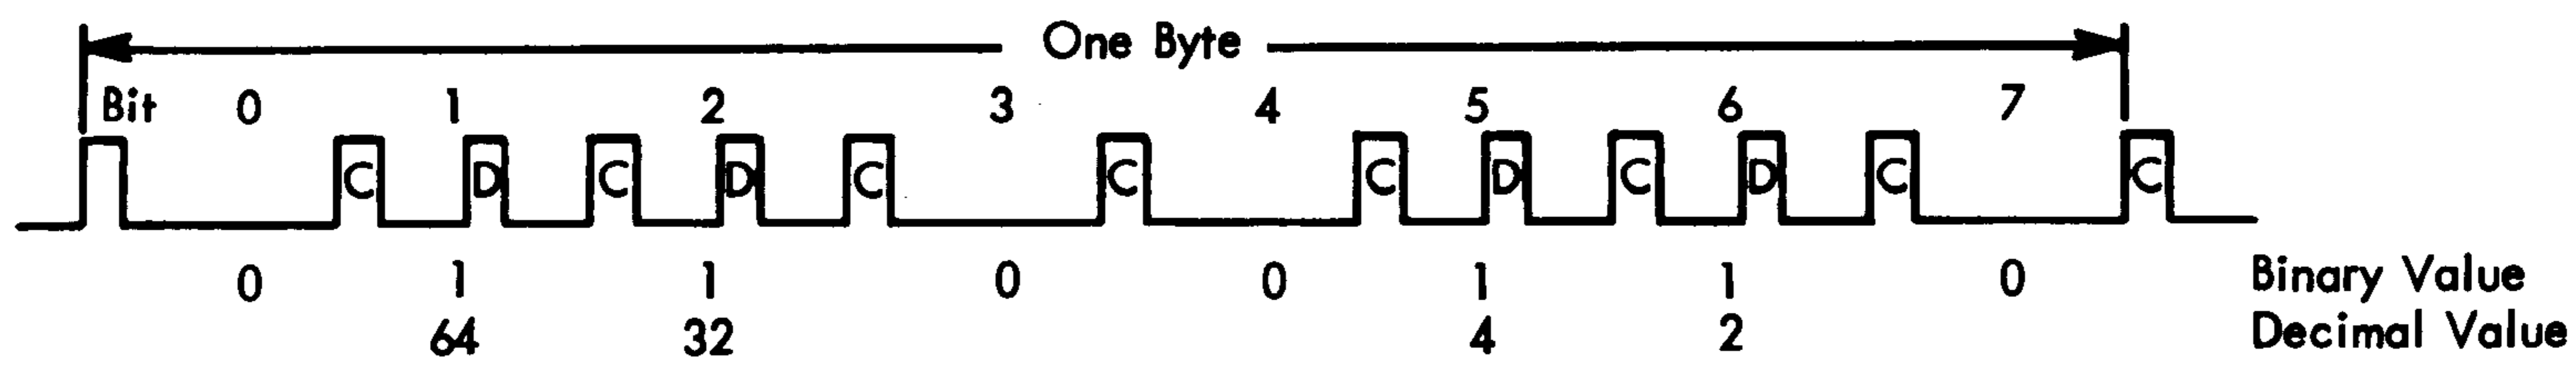 One Byte
Bit 0 1 2 3 4 5 6 7
C D C D C C C D C D C C
0 1 1 0 0 1 1 0 Binary Value
64 32 4 2 Decimal Value